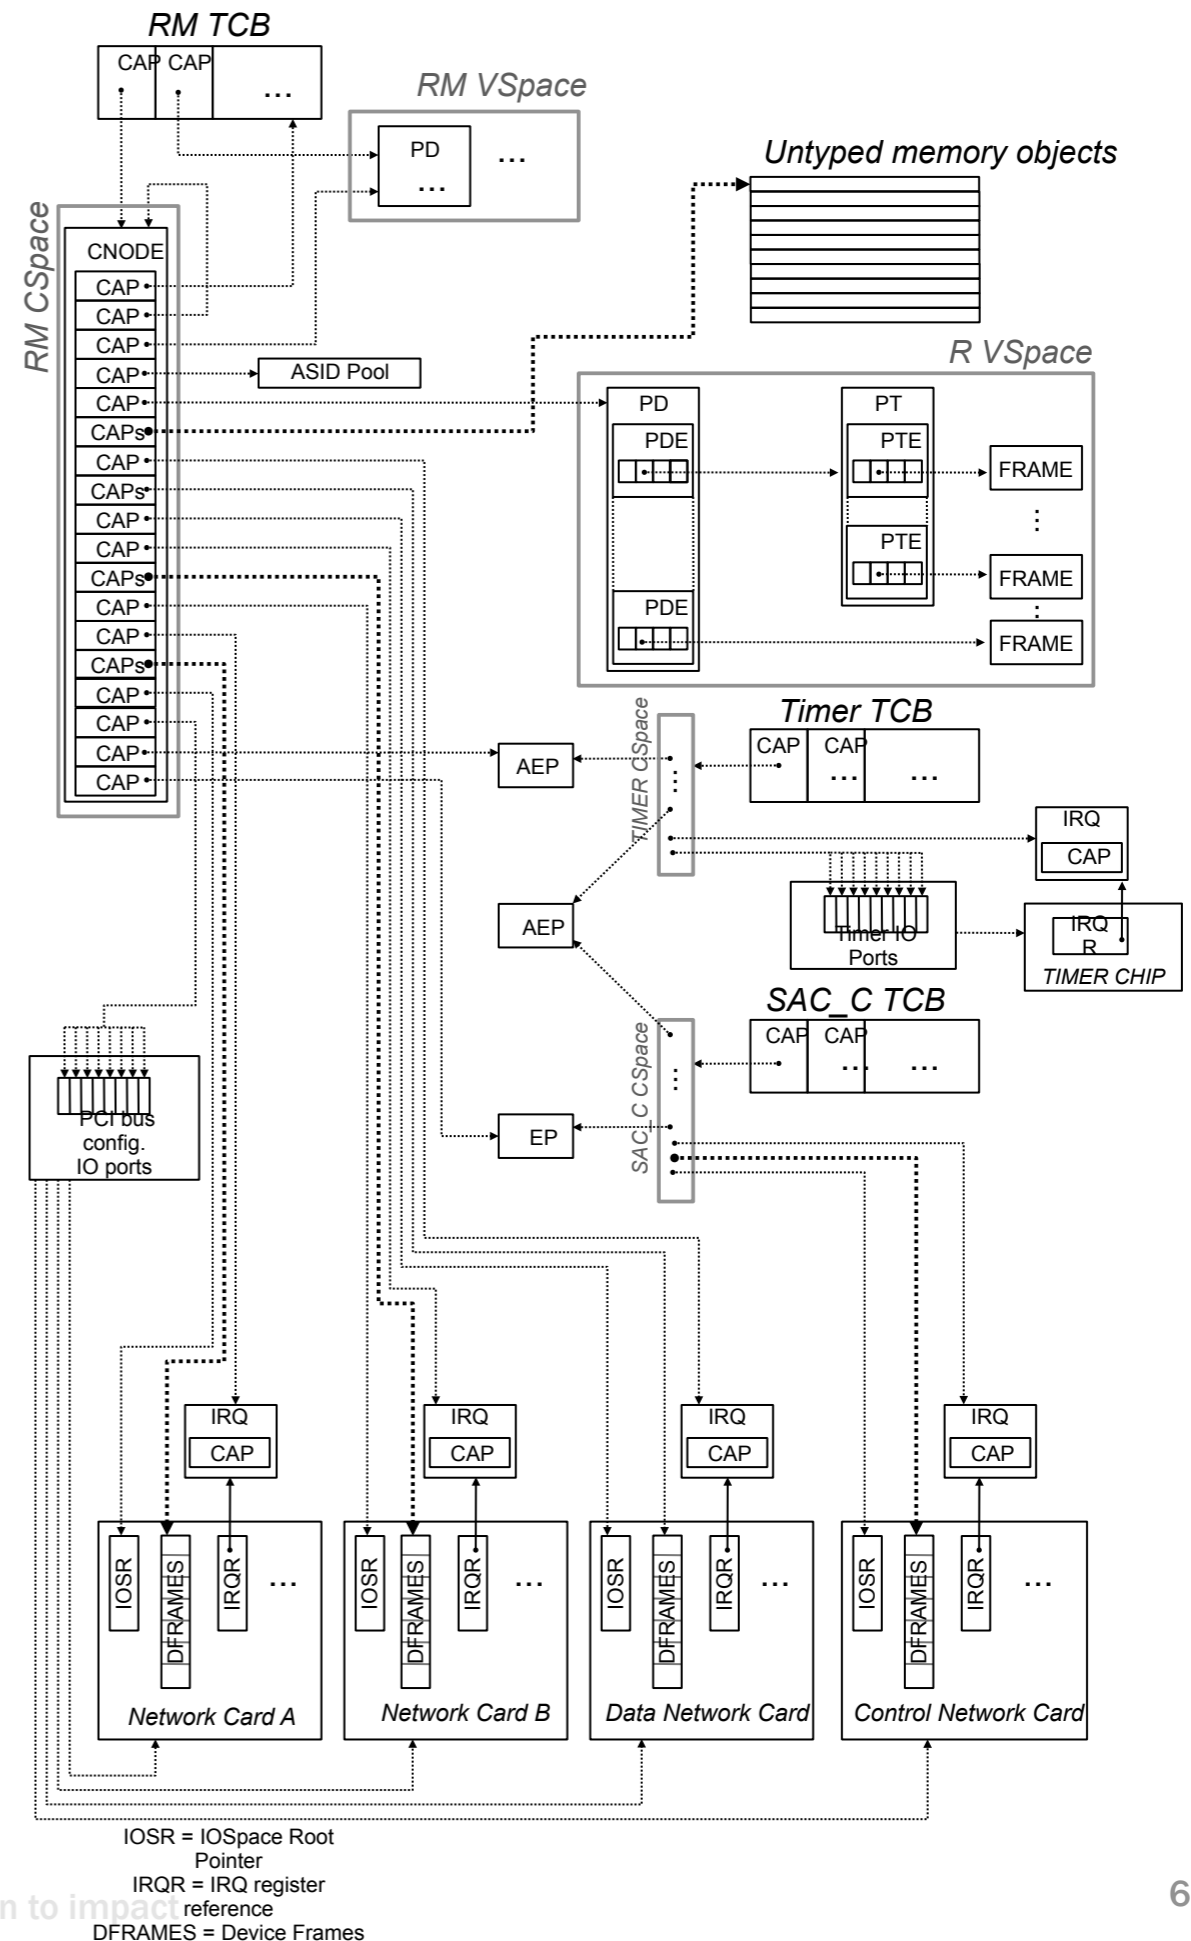 RM TCB
CAP CAP
...
RM VSpace
PD
...
...
Untyped memory objects
RM CSpace
CNODE
CAP
CAP
CAP
CAP
CAP
CAPs
CAP
CAPs
CAP
CAP
CAPs
CAP
CAP
CAPs
CAP
CAP
CAP
CAP
ASID Pool
R VSpace
PD
PDE
PDE
PT
PTE
PTE
FRAME
FRAME
FRAME
TIMER CSpace
Timer TCB
CAP CAP
...
...
AEP
IRQ
CAP
AEP
Timer IO
Ports
IRQ
R
TIMER CHIP
SAC_C TCB
CAP CAP
...
...
SAC_C CSpace
EP
PCI bus
config.
IO ports
IRQ
CAP
IRQ
CAP
IRQ
CAP
IRQ
CAP
IOSR
DFRAMES
IRQR
...
Network Card A
IOSR
DFRAMES
IRQR
...
Network Card B
IOSR
DFRAMES
IRQR
...
Data Network Card
IOSR
DFRAMES
IRQR
...
Control Network Card
IOSR = IOSpace Root
Pointer
IRQR = IRQ register
reference
DFRAMES = Device Frames
n to impact
6